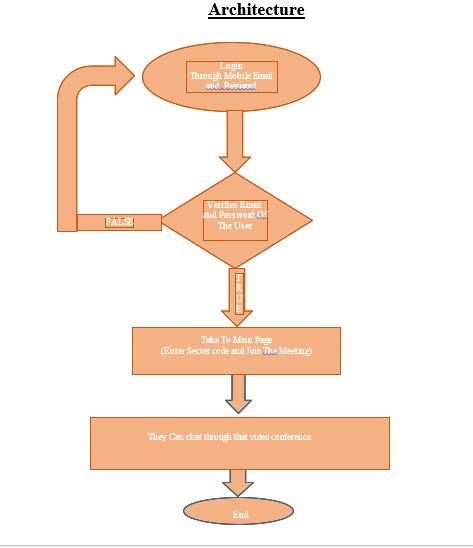 Architecture
Login
Through Mobile Email
and Password
Verifies Email
and Password Of
The User
FALSE
TRUE
Take To Main Page
(Enter Secret code and Join The Meeting)
They Can chat through that video conference.
End